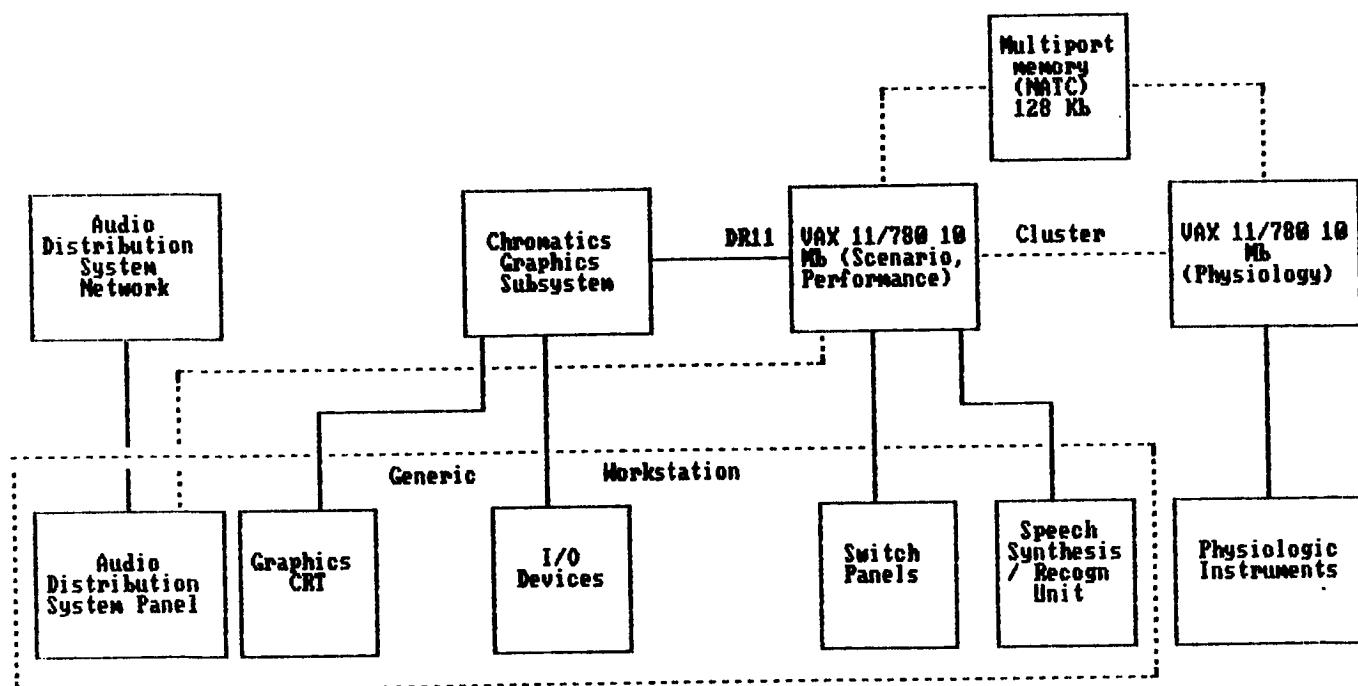 Multiport
memory
(NATC)
128 Kb
Audio
Distribution
System
Network
Chromatics
Graphics
Subsystem
DR11
VAX 11/780 10
Mb (Scenario,
Performance)
Cluster
VAX 11/780 10
Mb
(Physiology)
Generic Workstation
Audio
Distribution
System Panel
Graphics
CRT
I/O
Devices
Switch
Panels
Speech
Synthesis
/ Recogn
Unit
Physiologic
Instruments